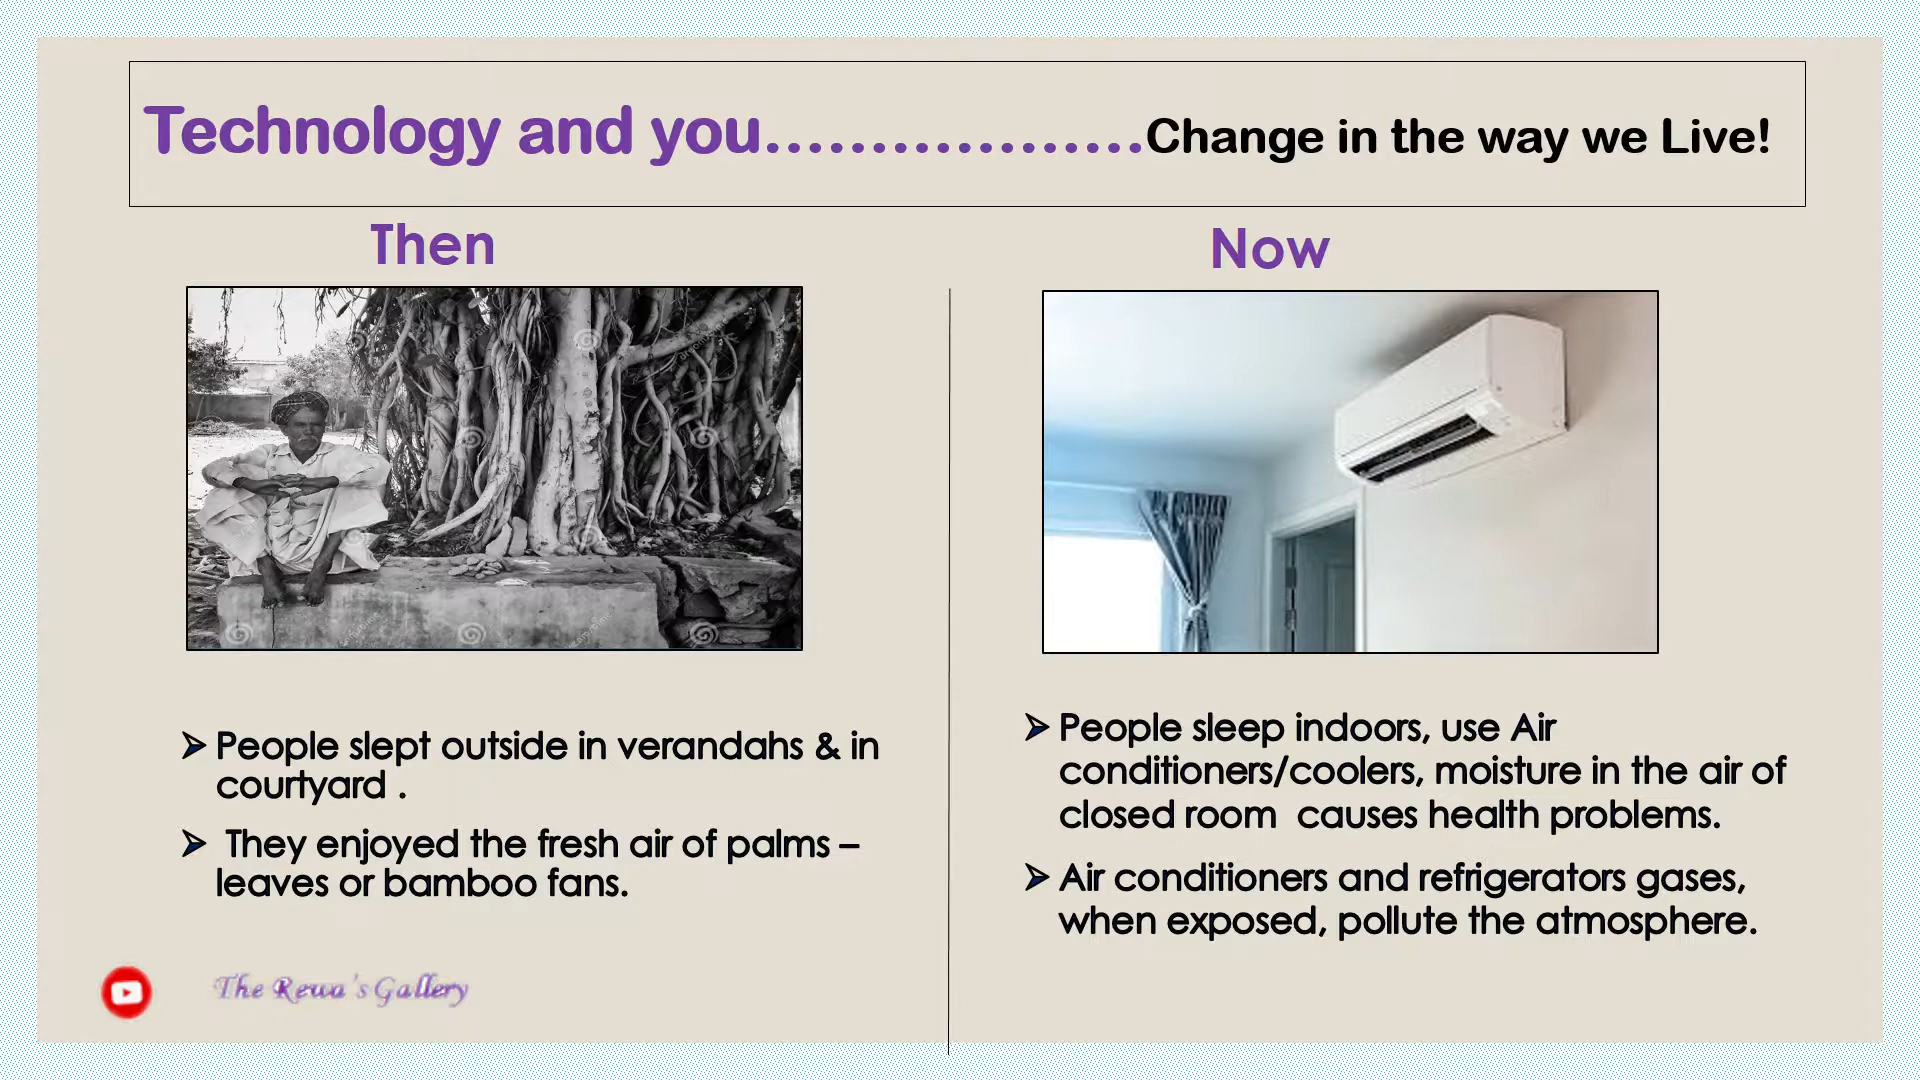 Technology and you..................Change in the way we Live!
Then
Now
People slept outside in verandahs & in
courtyard .
They enjoyed the fresh air of palms –
leaves or bamboo fans.
People sleep indoors, use Air
conditioners/coolers, moisture in the air of
closed room causes health problems.
Air conditioners and refrigerators gases,
when exposed, pollute the atmosphere.
The Rewa's Gallery